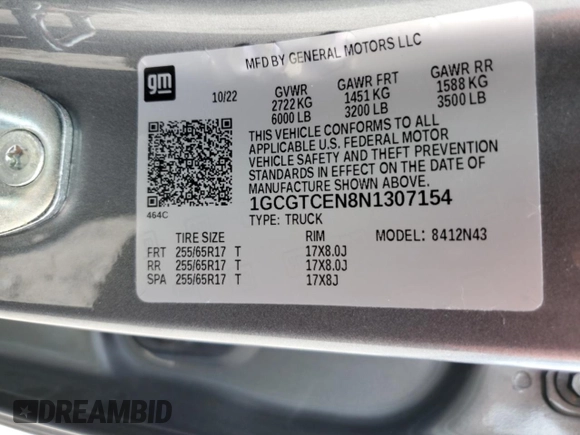 MFD BY GENERAL MOTORS LLC
gm
10/22 GVWR GAWR FRT GAWR RR
2722 KG 1451 KG 1588 KG
6000 LB 3200 LB 3500 LB
THIS VEHICLE CONFORMS TO ALL
APPLICABLE U.S. FEDERAL MOTOR
VEHICLE SAFETY AND THEFT PREVENTION
STANDARDS IN EFFECT ON THE DATE OF
MANUFACTURE SHOWN ABOVE.
464C
1GCGTCEN8N1307154
TYPE: TRUCK
TIRE SIZE RIM MODEL: 8412N43
FRT 255/65R17 T 17X8.0J
RR 255/65R17 T 17X8.0J
SPA 255/65R17 T 17X8J
DREAMBID